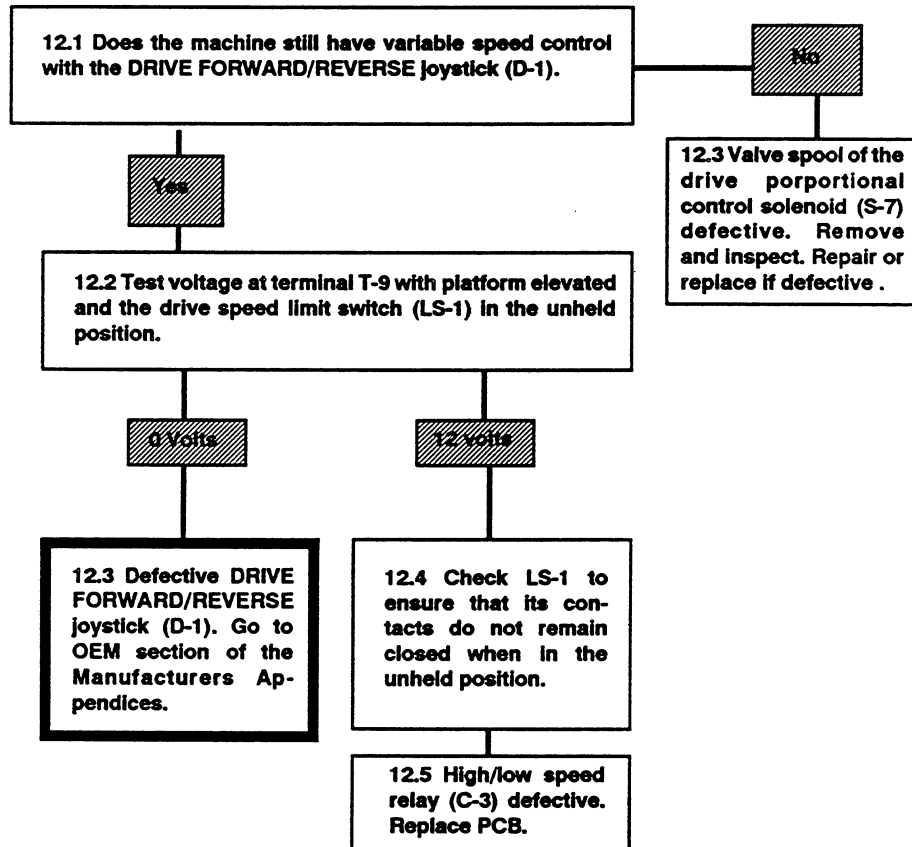 12.1 Does the machine still have variable speed control
with the DRIVE FORWARD/REVERSE joystick (D-1).
No
12.3 Valve spool of the
drive porportional
control solenoid (S-7)
defective. Remove
and inspect. Repair or
replace if defective .
Yes
12.2 Test voltage at terminal T-9 with platform elevated
and the drive speed limit switch (LS-1) in the unheld
position.
0 Volts
12 volts
12.3 Defective DRIVE
FORWARD/REVERSE
joystick (D-1). Go to
OEM section of the
Manufacturers Ap-
pendices.
12.4 Check LS-1 to
ensure that its con-
tacts do not remain
closed when in the
unheld position.
12.5 High/low speed
relay (C-3) defective.
Replace PCB.